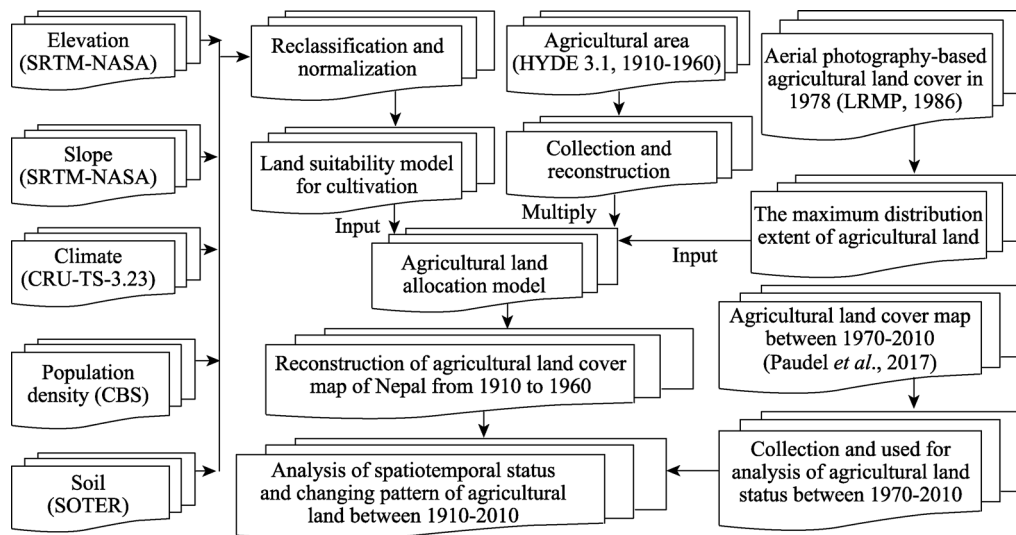 Elevation
(SRTM-NASA)
Slope
(SRTM-NASA)
Climate
(CRU-TS-3.23)
Population
density (CBS)
Soil
(SOTER)
Reclassification and
normalization
Land suitability model
for cultivation
Input
Agricultural area
(HYDE 3.1, 1910-1960)
Collection and
reconstruction
Multiply
Aerial photography-based
agricultural land cover in
1978 (LRMP, 1986)
The maximum distribution
extent of agricultural land
Input
Agricultural land
allocation model
Reconstruction of agricultural land cover
map of Nepal from 1910 to 1960
Agricultural land cover map
between 1970-2010
(Paudel et al., 2017)
Collection and used for
analysis of agricultural land
status between 1970-2010
Analysis of spatiotemporal status
and changing pattern of agricultural
land between 1910-2010